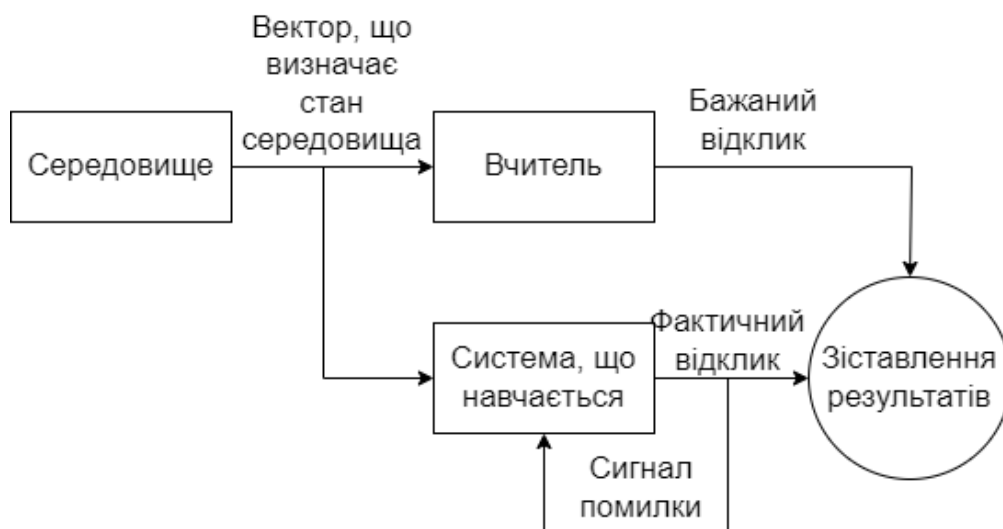 Вектор, що
визначає
стан
середовища
Бажаний
відклик
Середовище
Вчитель
Фактичний
відклик
Система, що
навчається
Зіставлення
результатів
Сигнал
помилки